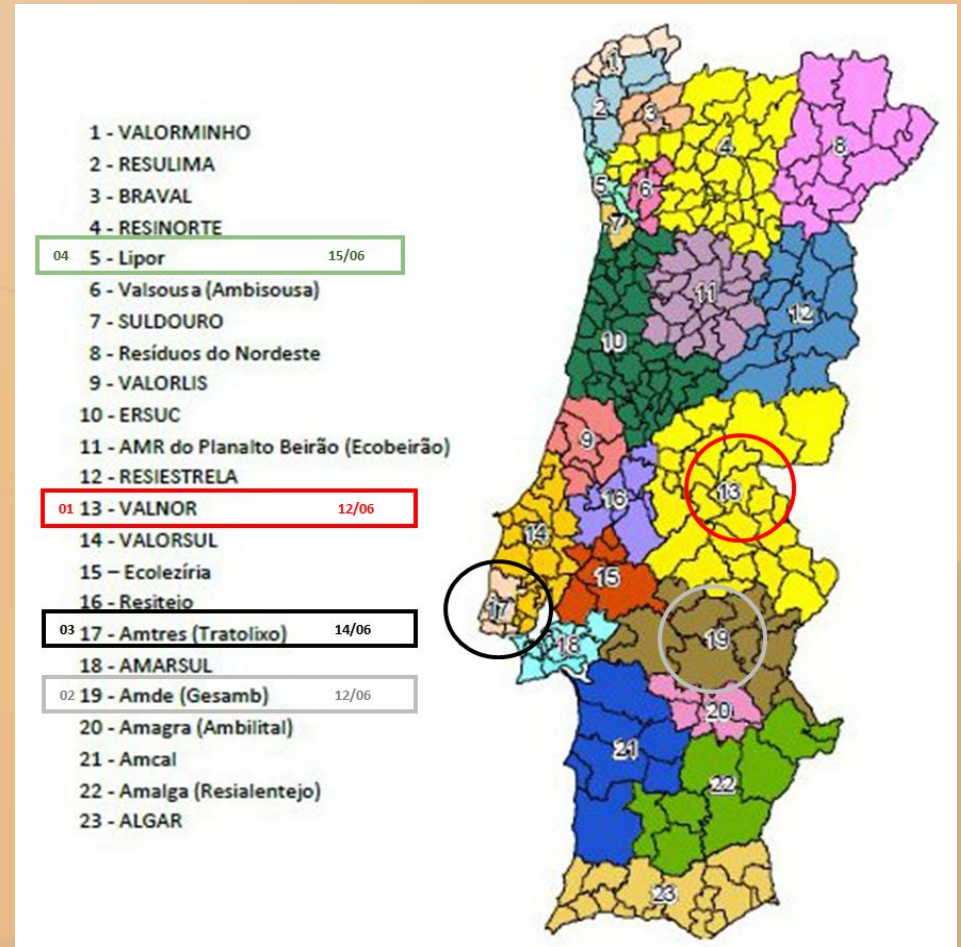 1 - VALORMINHO
2 - RESULIMA
3 - BRAVAL
4 - RESINORTE
04 5 - Lipor 15/06
6 - Valsousa (Ambisousa)
7 - SULDOURO
8 - Resíduos do Nordeste
9 - VALORLIS
10 - ERSUC
11 - AMR do Planalto Beirão (Ecobeirão)
12 - RESIESTRELA
01 13 - VALNOR 12/06
14 - VALORSUL
15 – Ecolezíria
16 - Resitejo
03 17 - Amtres (Tratolixo) 14/06
18 - AMARSUL
02 19 - Amde (Gesamb) 12/06
20 - Amagra (Ambilital)
21 - Amcal
22 - Amalga (Resialentejo)
23 - ALGAR
1
2
3
4
8
5
6
7
11
12
10
9
13
16
14
15
17
18
19
20
21
22
23